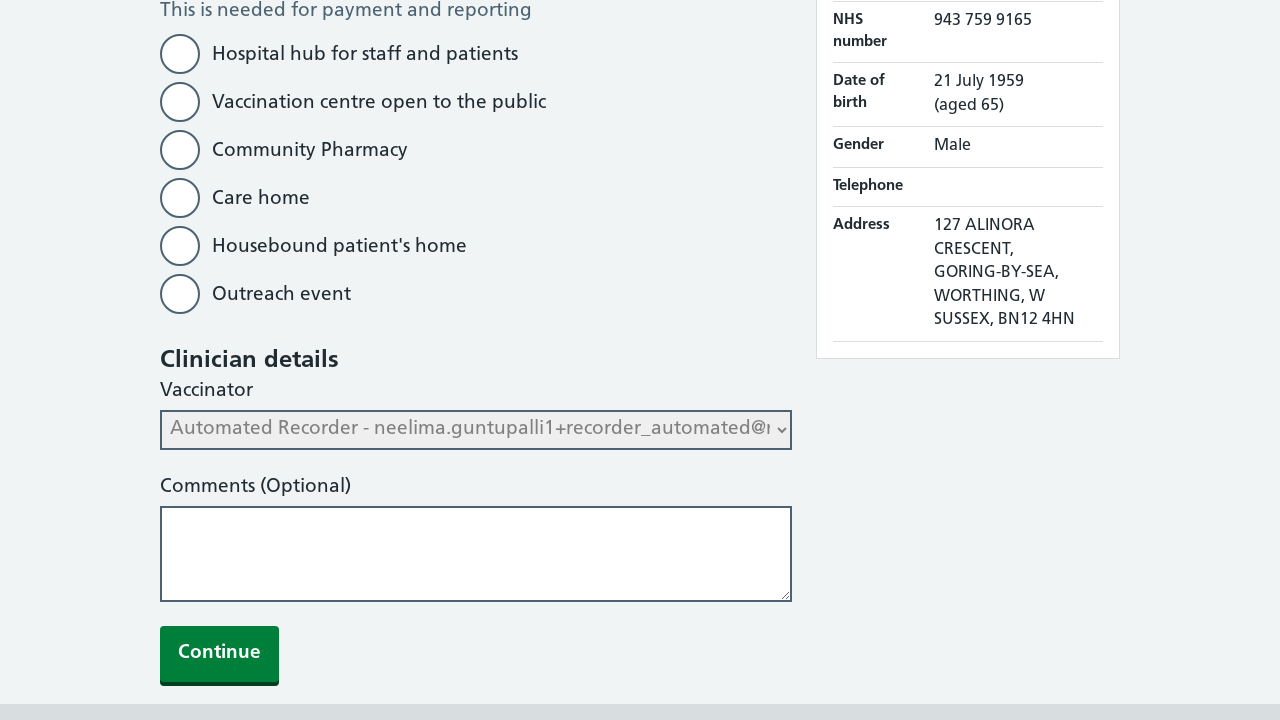 This is needed for payment and reporting
Hospital hub for staff and patients
Vaccination centre open to the public
Community Pharmacy
Care home
Housebound patient's home
Outreach event
Clinician details
Vaccinator
Automated Recorder - neelima.guntupalli1+recorder_automated@
Comments (Optional)
Continue
NHS number 943 759 9165
Date of birth 21 July 1959 (aged 65)
Gender Male
Telephone
Address 127 ALINORA
CRESCENT,
GORING-BY-SEA,
WORTHING, W
SUSSEX, BN12 4HN